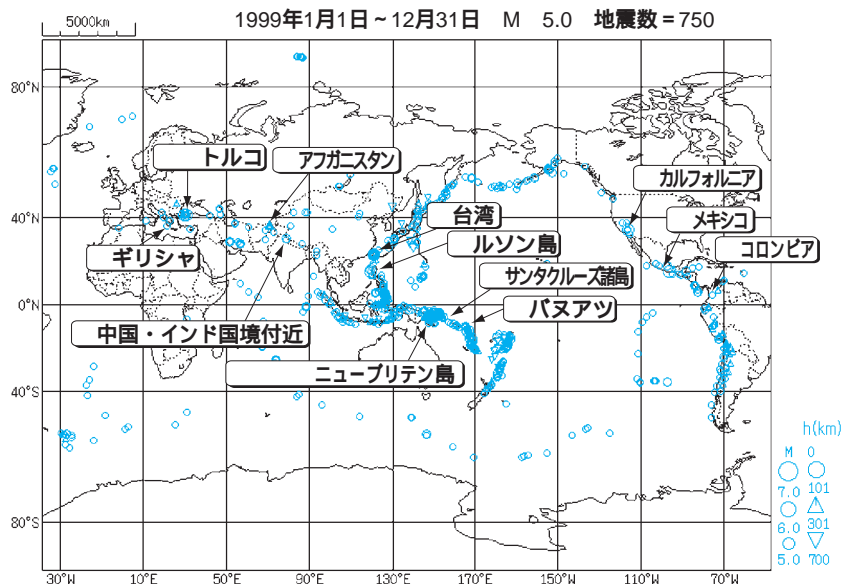 5000km
1999年1月1日~12月31日 M 5.0 地震数=750
80°N
40°N
0°N
40°S
80°S
トルコ
アフガニスタン
カルフォルニア
台湾
メキシコ
ルソン島
コロンビア
ギリシャ
サンタクルーズ諸島
バヌアツ
中国・インド国境付近
ニューブリテン島
h(km)
M 0
7.0 101
6.0 301
5.0 700
30°W 10°E 50°E 90°E 130°E 170°E 150°W 110°W 70°W